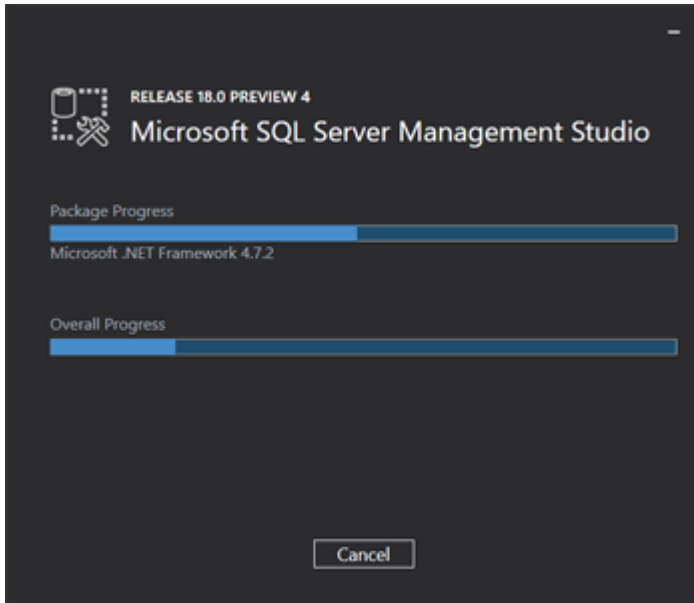 RELEASE 18.0 PREVIEW 4
Microsoft SQL Server Management Studio
Package Progress
Microsoft .NET Framework 4.7.2
Overall Progress
Cancel